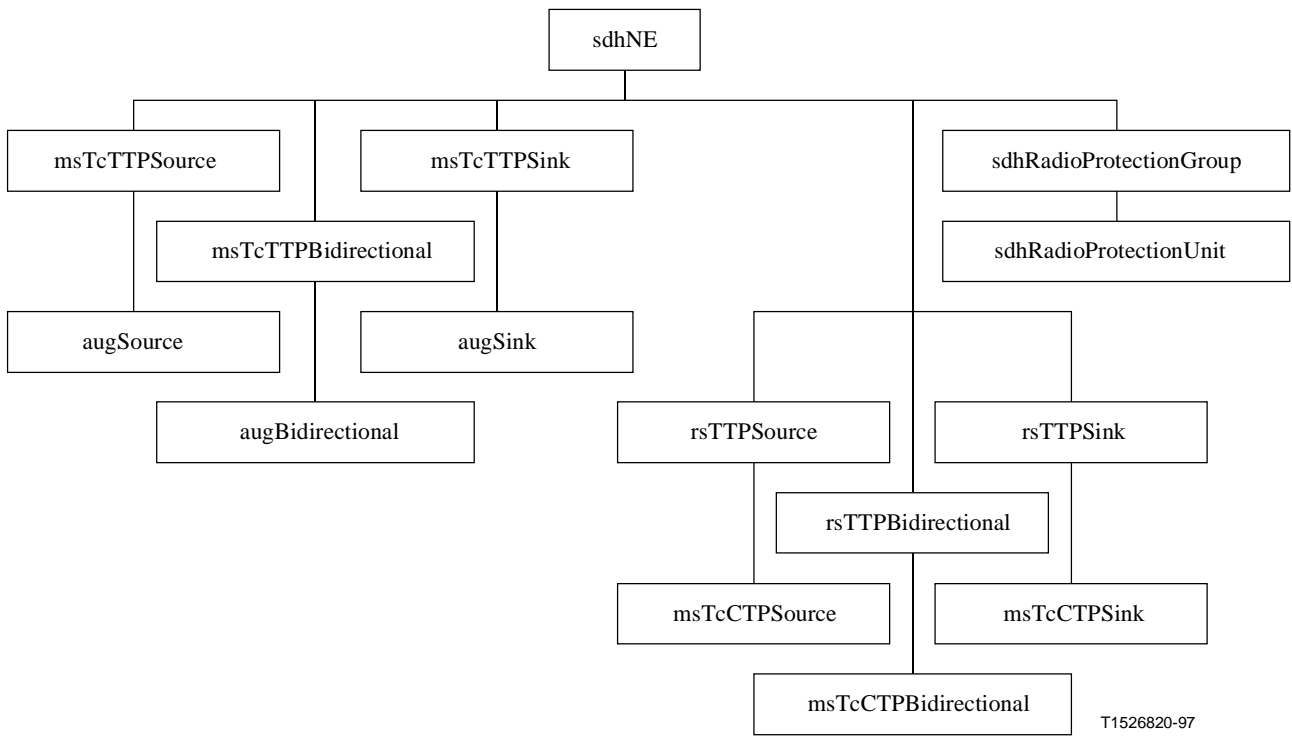 sdhNE
msTcTTPSource
msTcTTPSink
sdhRadioProtectionGroup
msTcTTPBidirectional
sdhRadioProtectionUnit
augSource
augSink
augBidirectional
rsTTPSource
rsTTPSink
rsTTPBidirectional
msTcCTPSource
msTcCTPSink
msTcCTPBidirectional
T1526820-97